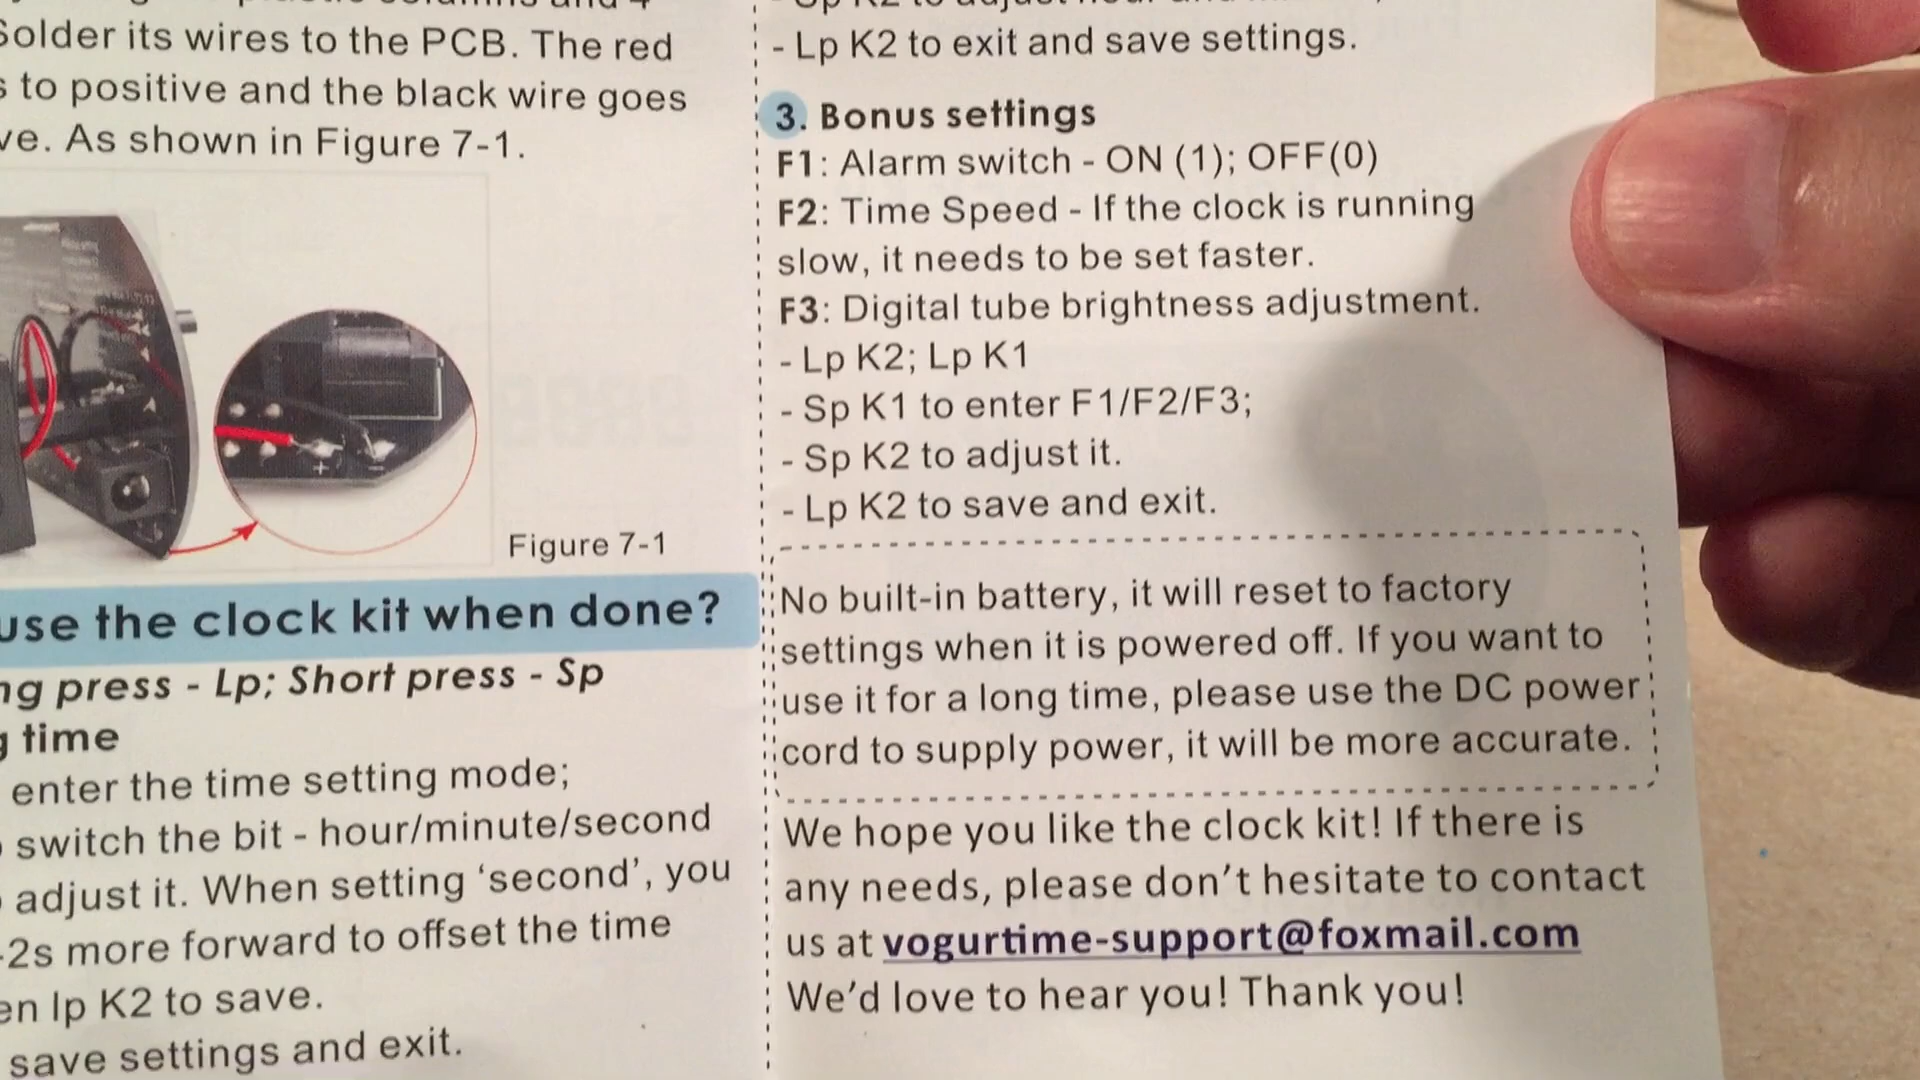 Solder its wires to the PCB. The red
to positive and the black wire goes
As shown in Figure 7-1.
+
-
Figure 7-1
use the clock kit when done?
press - Lp; Short press - Sp
time
enter the time setting mode;
switch the bit - hour/minute/second
adjust it. When setting ‘second’, you
2s more forward to offset the time
lp K2 to save.
save settings and exit.
- Lp K2 to exit and save settings.
3. Bonus settings
F1: Alarm switch - ON (1); OFF(0)
F2: Time Speed - If the clock is running
slow, it needs to be set faster.
F3: Digital tube brightness adjustment.
- Lp K2; Lp K1
- Sp K1 to enter F1/F2/F3;
- Sp K2 to adjust it.
- Lp K2 to save and exit.
No built-in battery, it will reset to factory
settings when it is powered off. If you want to
use it for a long time, please use the DC power
cord to supply power, it will be more accurate.
We hope you like the clock kit! If there is
any needs, please don’t hesitate to contact
us at vogurtime-support@foxmail.com
We’d love to hear you! Thank you!